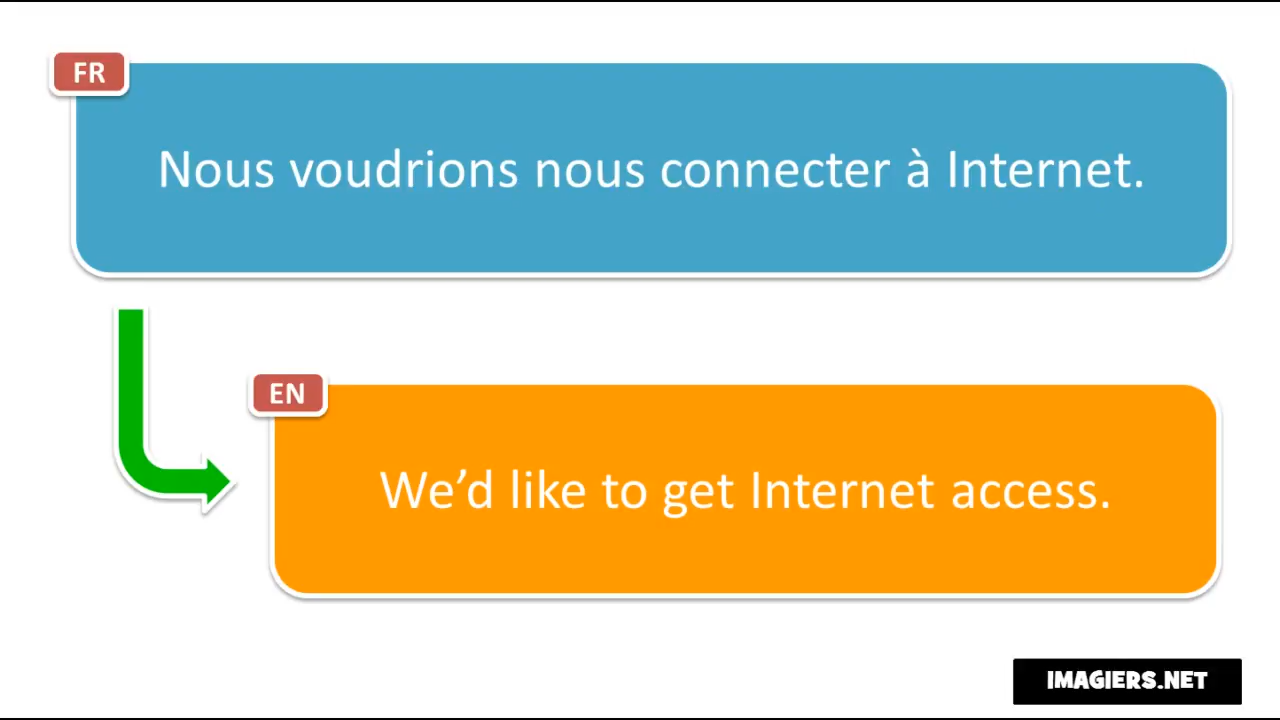 FR
Nous voudrions nous connecter à Internet.
EN
We’d like to get Internet access.
IMAGIERS.NET